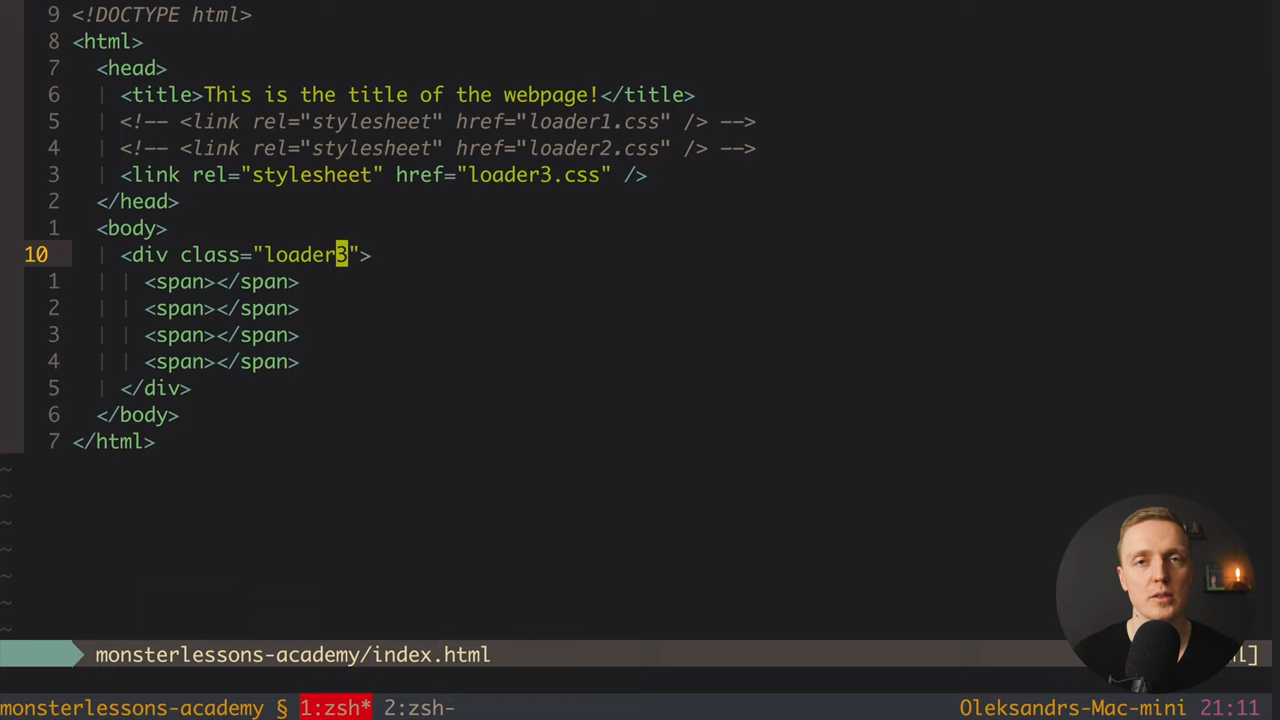 9 <!DOCTYPE html>
8 <html>
7 <head>
6 <title>This is the title of the webpage!</title>
5 <!-- <link rel="stylesheet" href="loader1.css" /> -->
4 <!-- <link rel="stylesheet" href="loader2.css" /> -->
3 <link rel="stylesheet" href="loader3.css" />
2 </head>
1 <body>
10 <div class="loader3">
1 <span></span>
2 <span></span>
3 <span></span>
4 <span></span>
5 </div>
6 </body>
7 </html>
~
~
~
~
~
~
~
monsterlessons-academy/index.html
monsterlessons-academy § 1:zsh* 2:zsh- Oleksandrs-Mac-mini 21:11